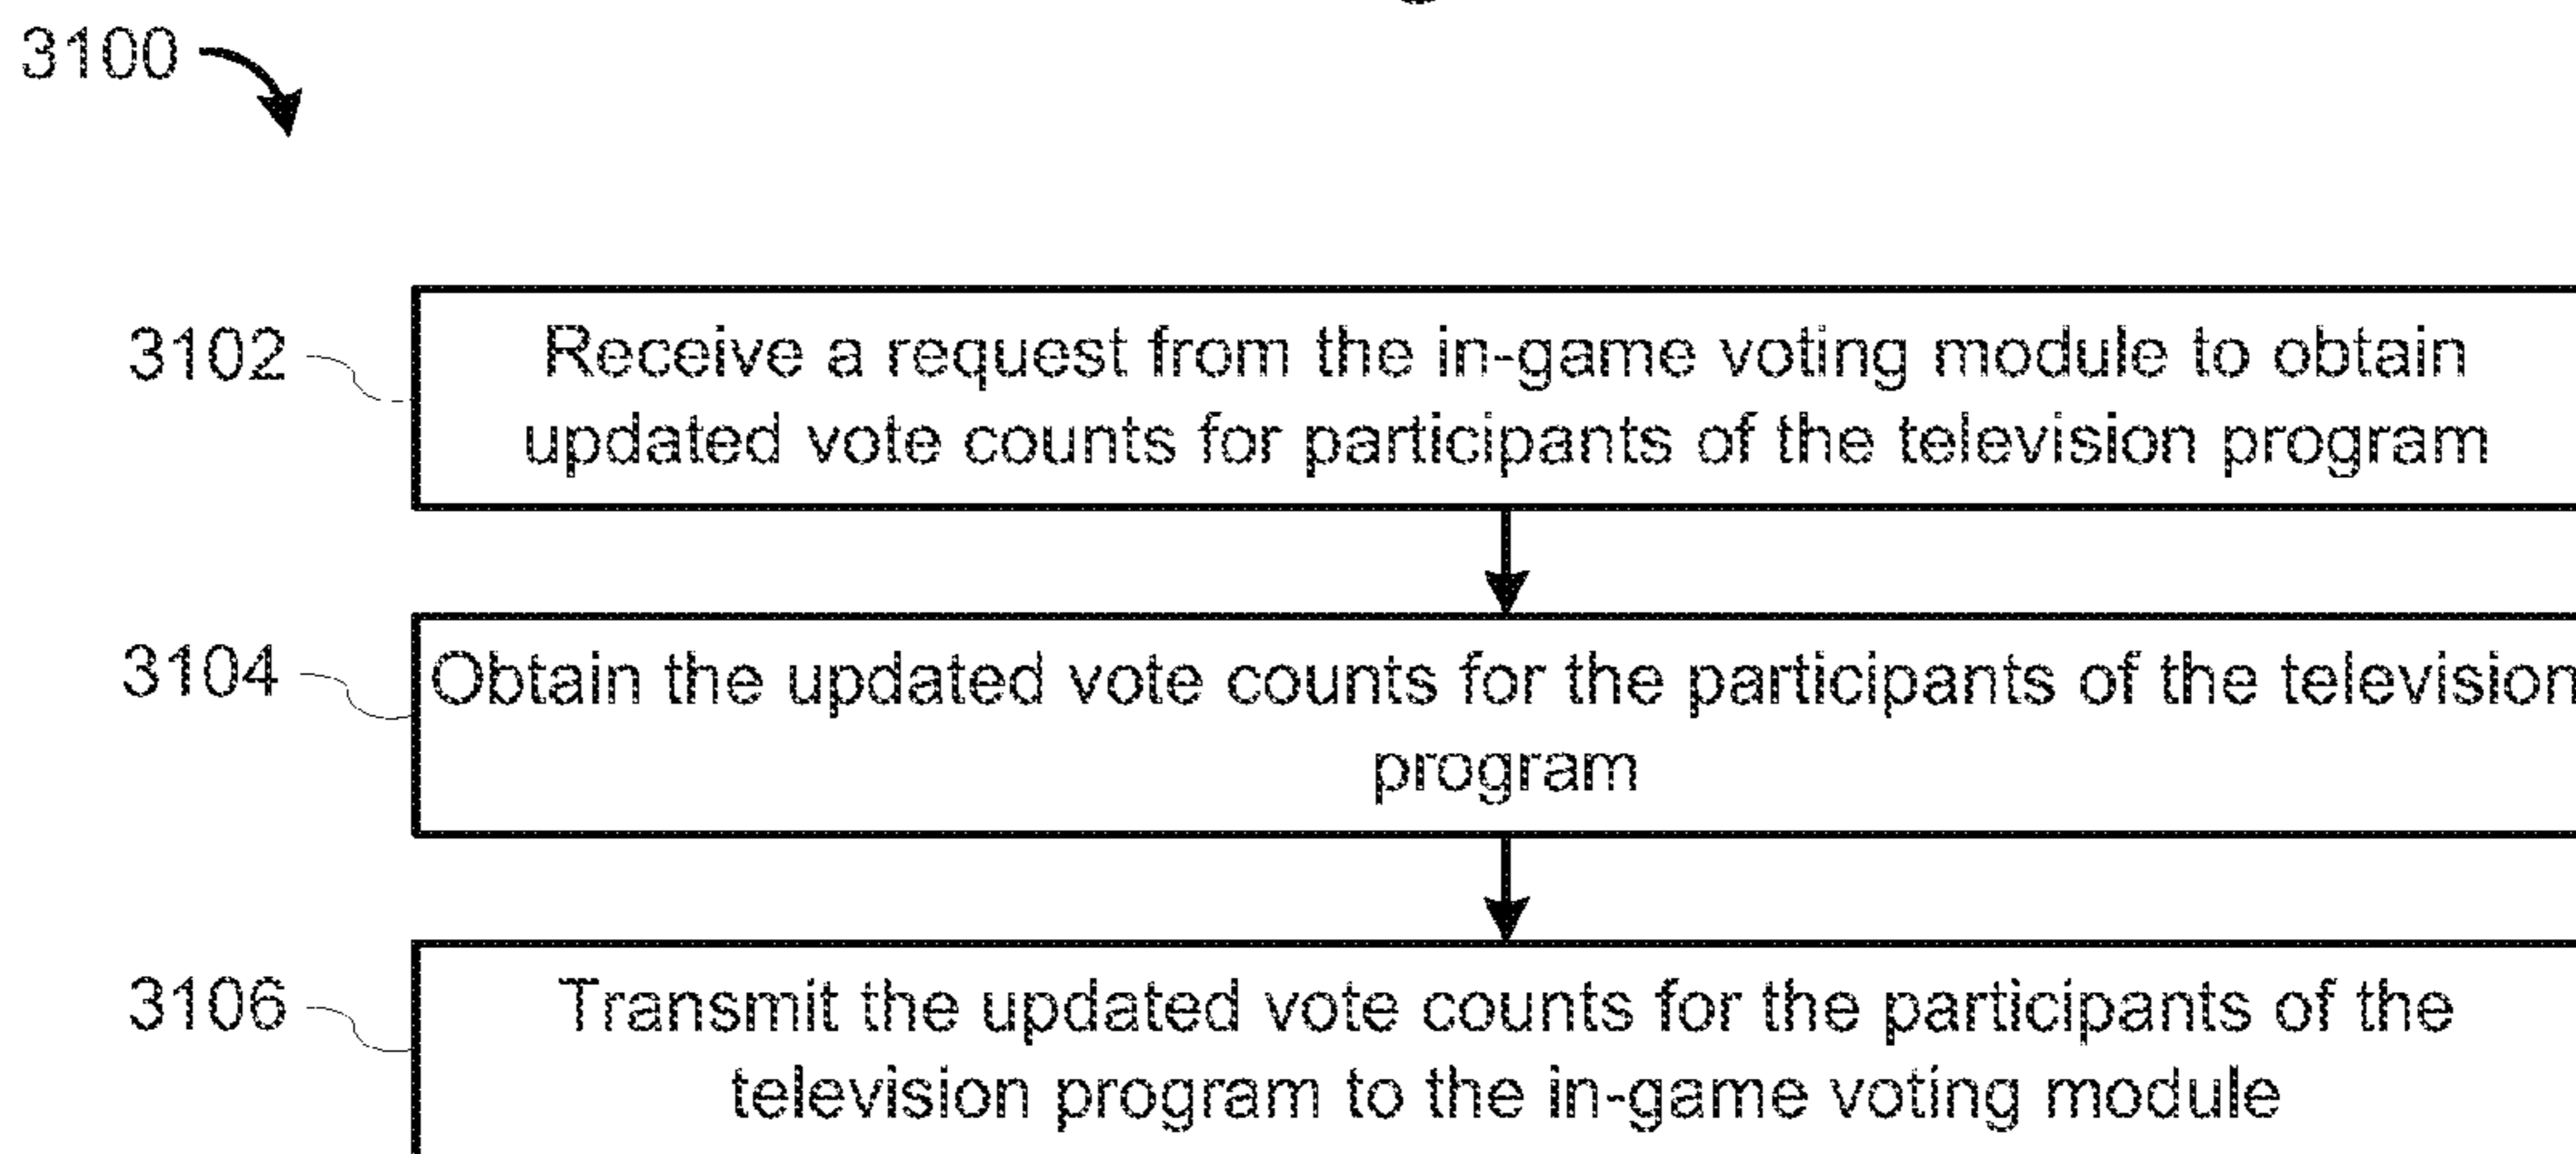 3100
3102
Receive a request from the in-game voting module to obtain
updated vote counts for participants of the television program
3104
Obtain the updated vote counts for the participants of the television
program
3106
Transmit the updated vote counts for the participants of the
television program to the in-game voting module